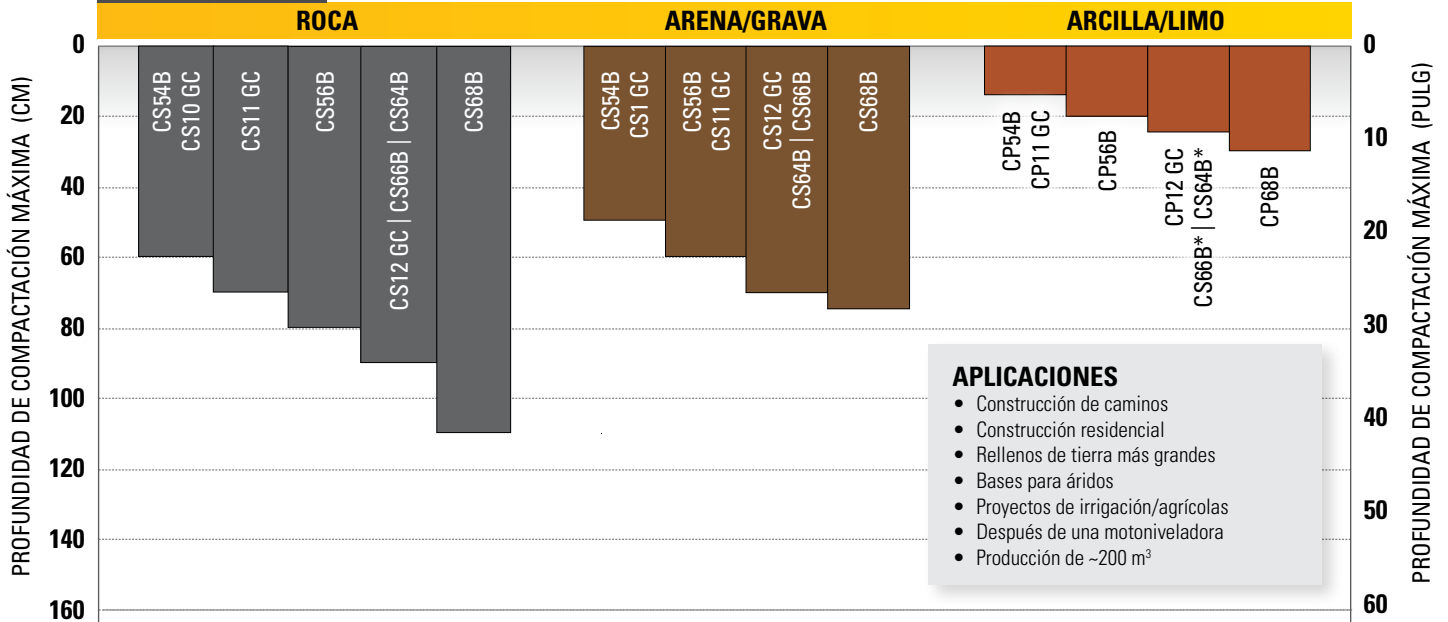 ROCA
ARENA/GRAVA
ARCILLA/LIMO
PROFUNDIDAD DE COMPACTACIÓN MÁXIMA (CM)
0
20
40
60
80
100
120
140
160
CS54B
CS10 GC
CS11 GC
CS56B
CS12 GC | CS66B | CS64B
CS68B
CS54B
CS1 GC
CS56B
CS11 GC
CS12 GC
CS64B | CS66B
CS68B
CP54B
CP11 GC
CP56B
CP12 GC
CS66B* | CS64B*
CP68B
APLICACIONES
• Construcción de caminos
• Construcción residencial
• Rellenos de tierra más grandes
• Bases para áridos
• Proyectos de irrigación/agrícolas
• Después de una motoniveladora
• Producción de ~200 m³
0
10
20
30
40
50
60
PROFUNDIDAD DE COMPACTACIÓN MÁXIMA (PULG)